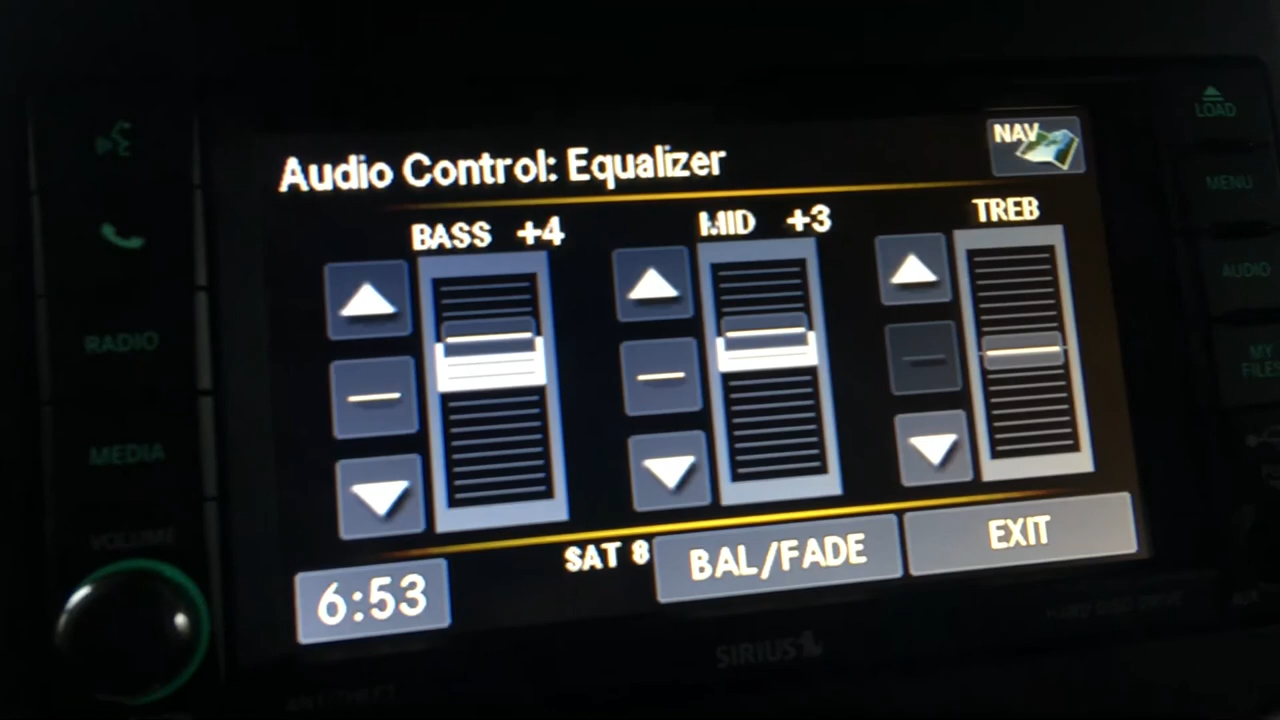 LOAD
NAV
Audio Control: Equalizer
MENU
BASS +4 MID +3 TREB
AUDIO
RADIO
MY
FILES
MEDIA
VOLUME
SAT 8 BAL/FADE EXIT
6:53
SIRIUS